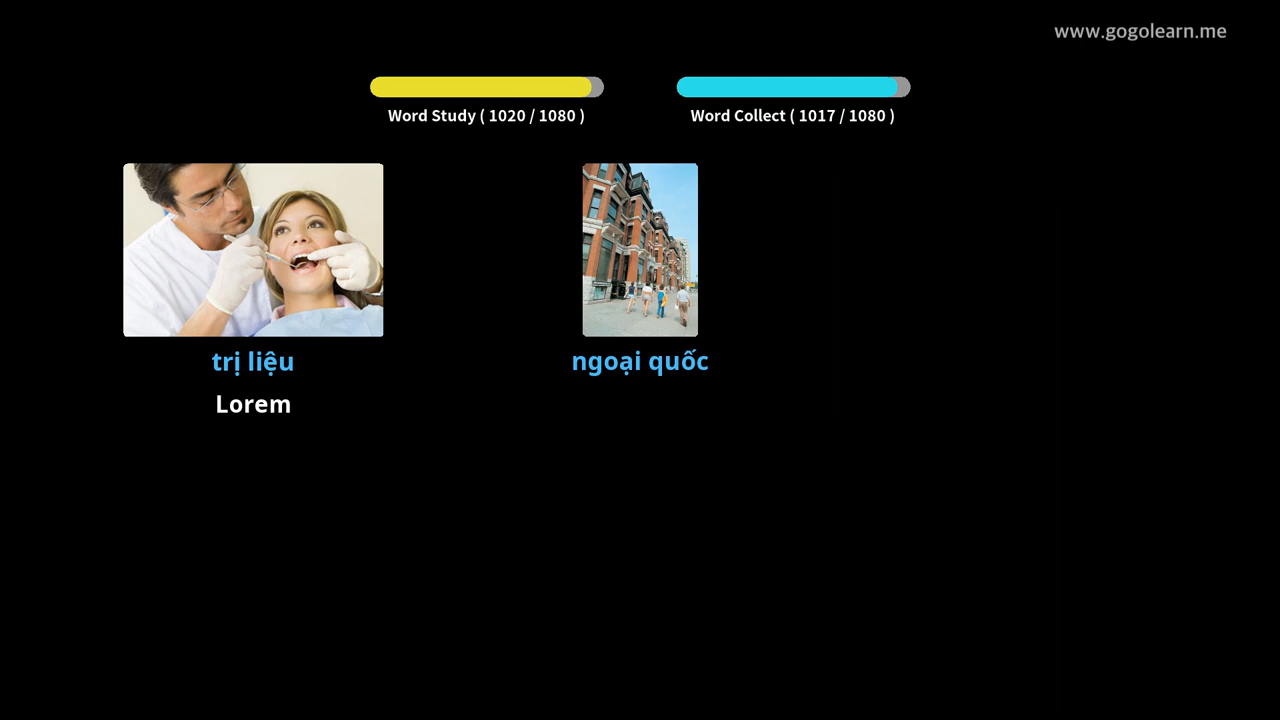 www.gogolearn.me
Word Study ( 1020 / 1080 )
Word Collect ( 1017 / 1080 )
trị liệu
ngoại quốc
Lorem